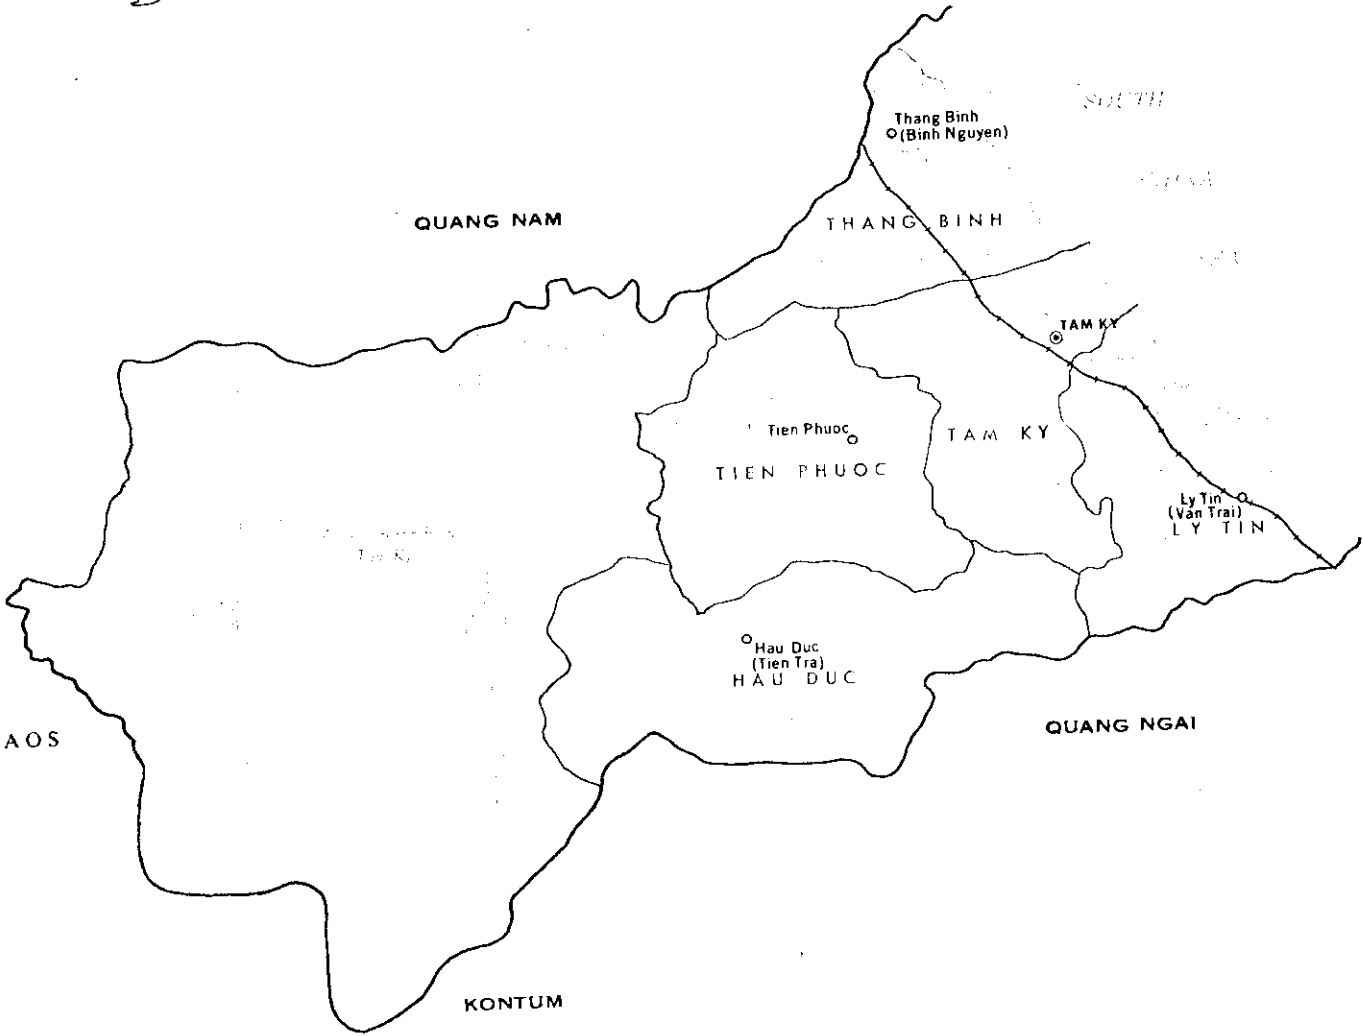 SOUTH
Thang Binh
(Binh Nguyen)
QUANG NAM
THANG BINH
TAM KY
Tien Phuoc
TAM KY
TIEN PHUOC
Ly Tin
(Van Trai)
LY TIN
Hau Duc
(Tien Tra)
HAU DUC
QUANG NGAI
AOS
KONTUM